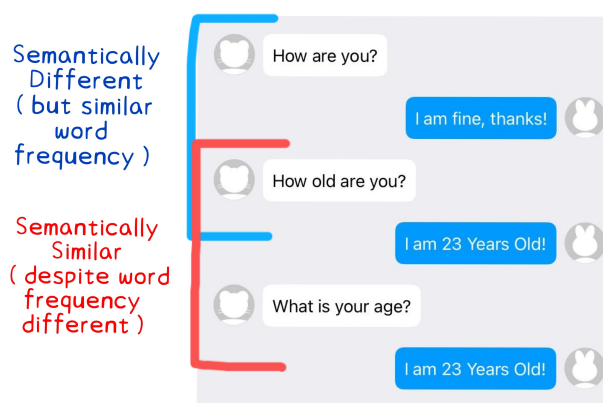 Semantically
Different
( but similar
word
frequency )
How are you?
I am fine, thanks!
How old are you?
I am 23 Years Old!
Semantically
Similar
( despite word
frequency
different )
What is your age?
I am 23 Years Old!